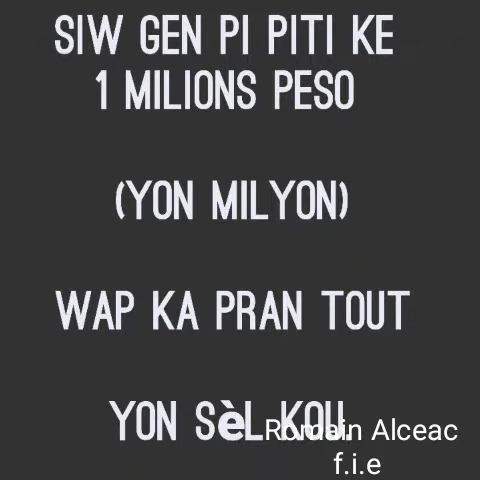 SIW GEN PI PITI KE
1 MILIONS PESO
(YON MILYON)
WAP KA PRAN TOUT
YON SèL KOU.
Romain Alceac
f.i.e